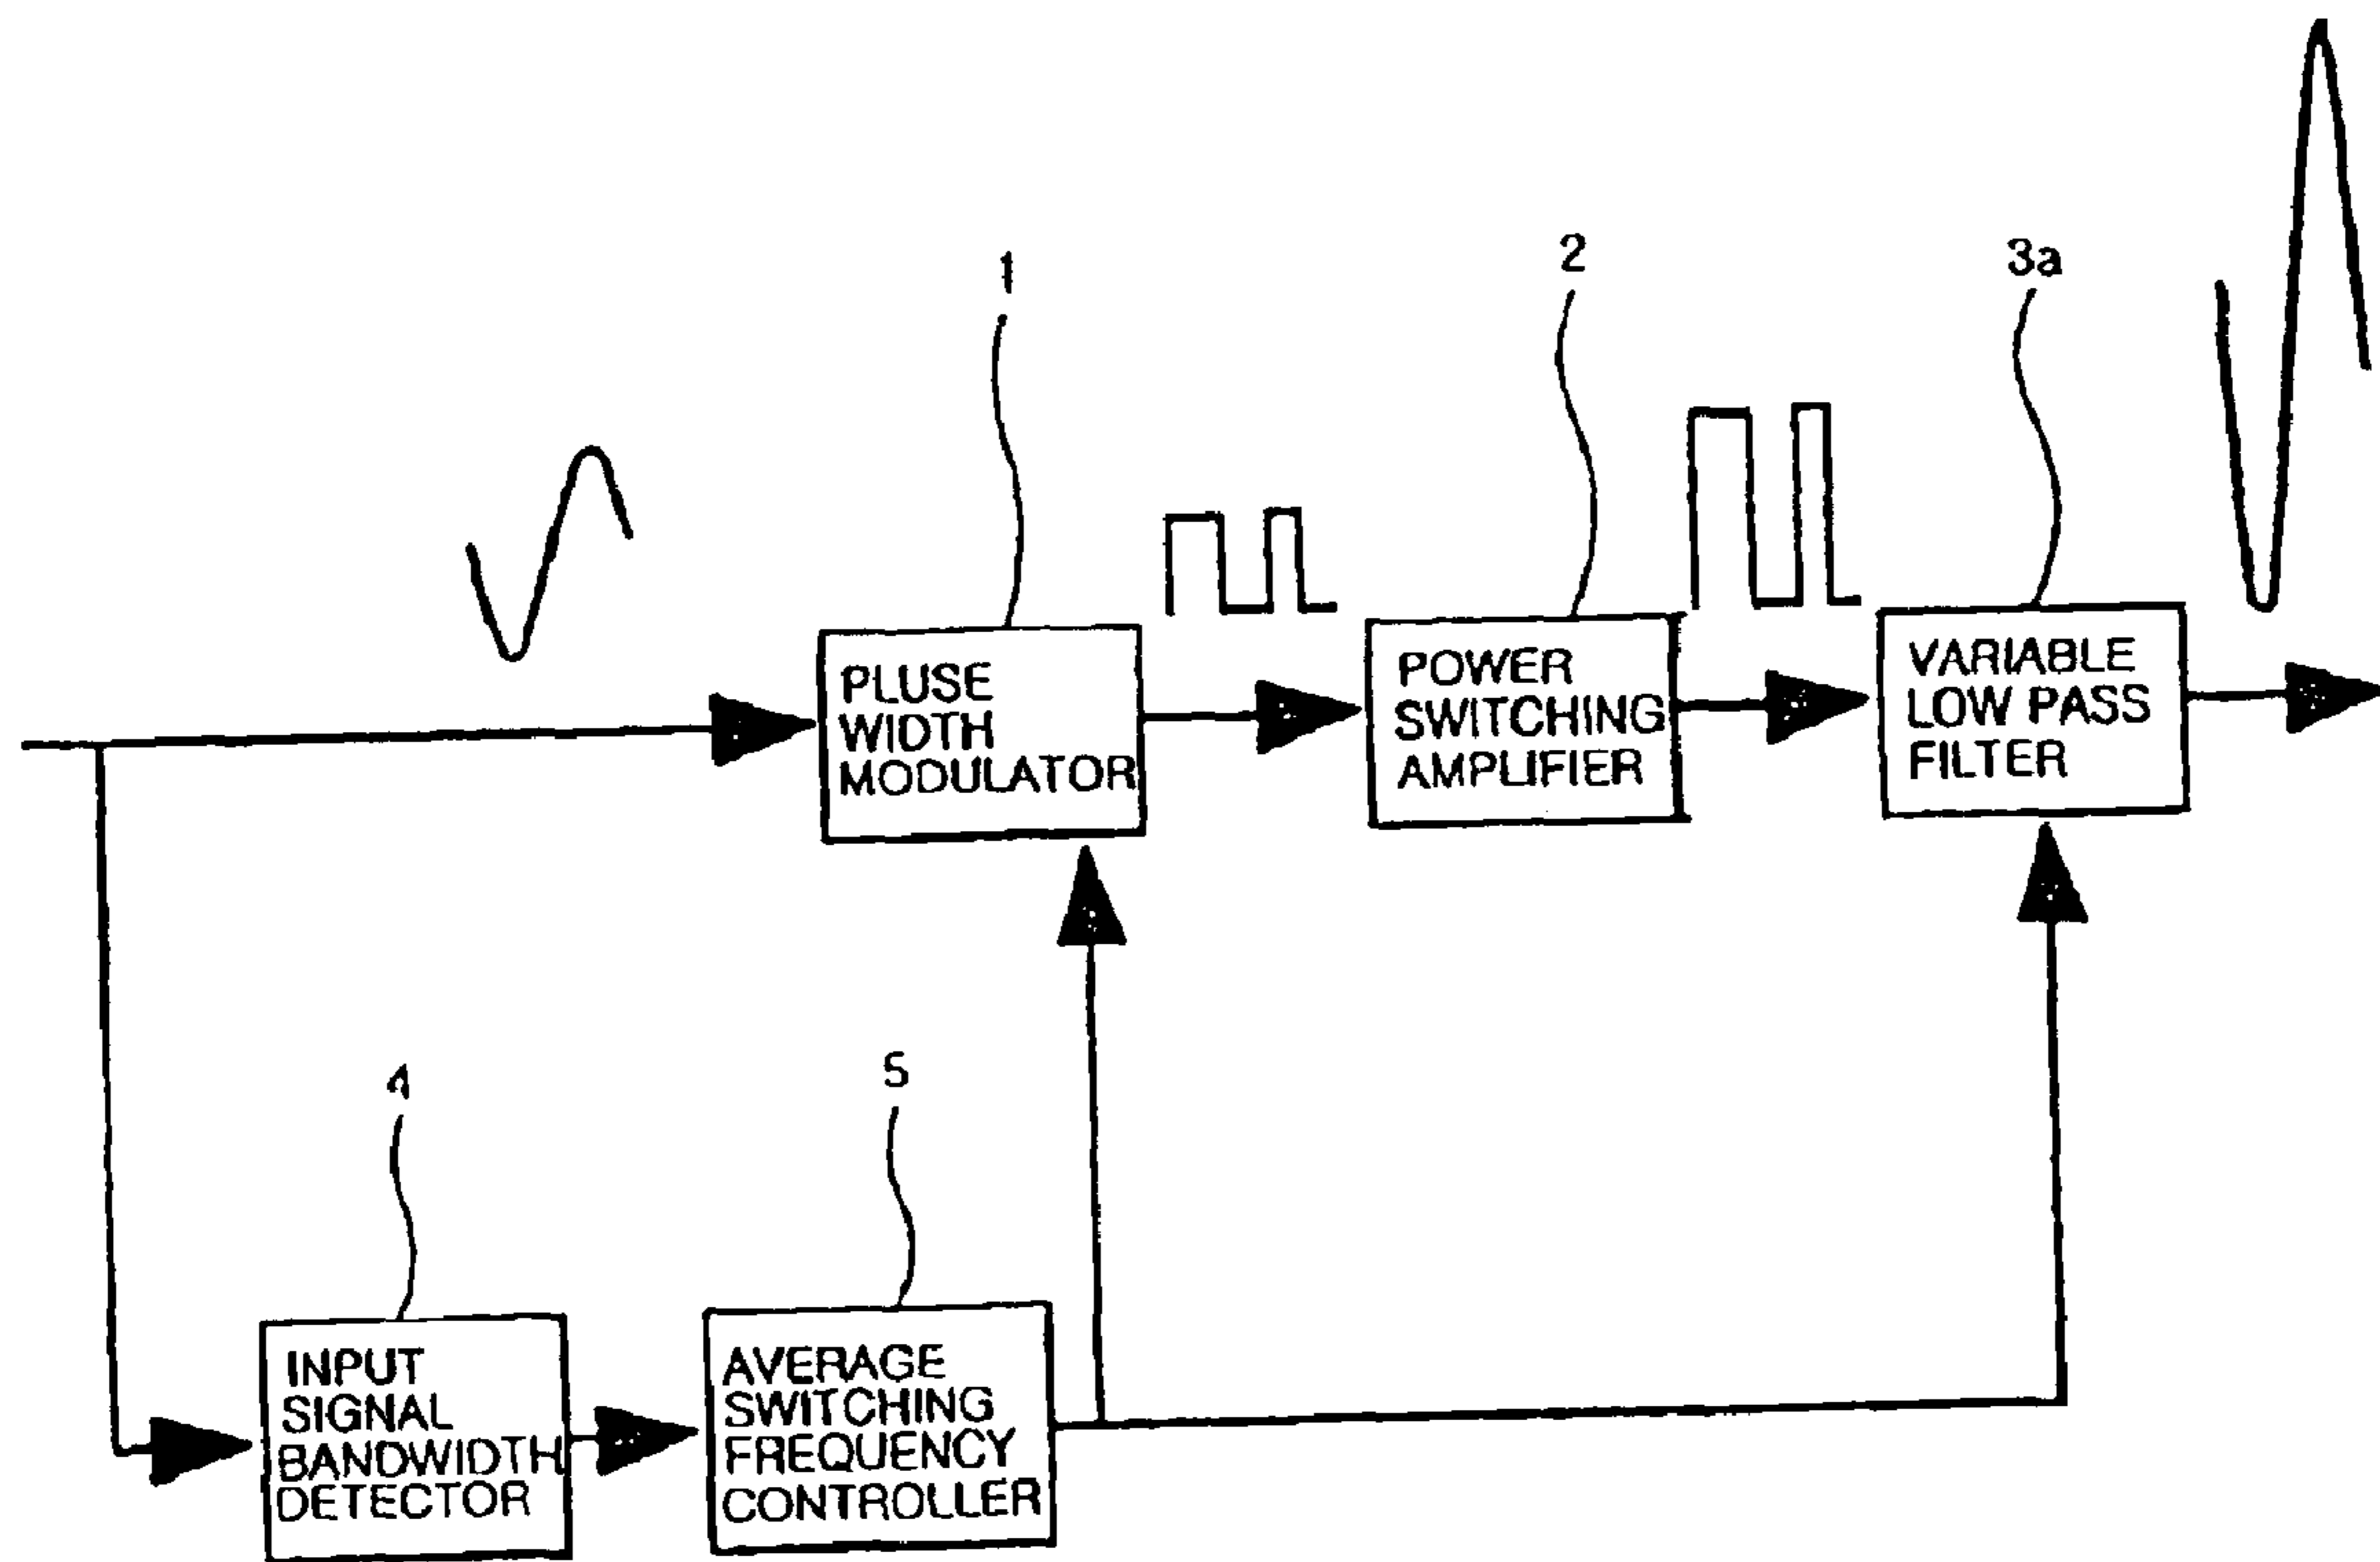 1
2
3a
PLUSE
WIDTH
MODULATOR
POWER
SWITCHING
AMPLIFIER
VARIABLE
LOW PASS
FILTER
4
5
INPUT
SIGNAL
BANDWIDTH
DETECTOR
AVERAGE
SWITCHING
FREQUENCY
CONTROLLER